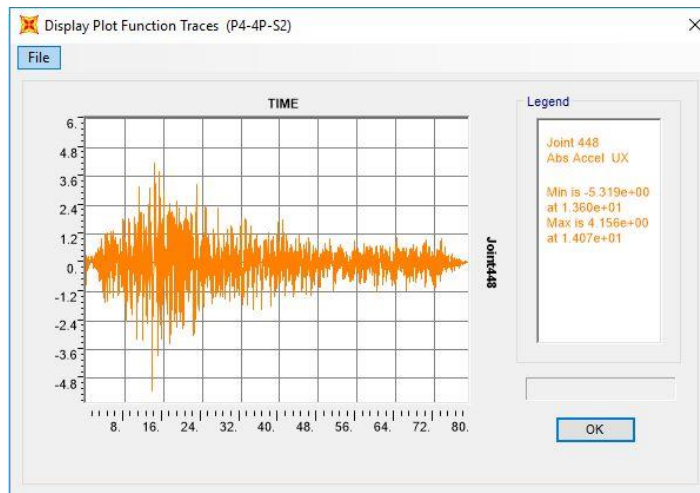 Display Plot Function Traces (P4-4P-S2)
File
TIME
6.
4.8
3.6
2.4
1.2
0.
-1.2
-2.4
-3.6
-4.8
8. 16. 24. 32. 40. 48. 56. 64. 72. 80.
Joint448
Legend
Joint 448
Abs Accel UX
Min is -5.319e+00
at 1.360e+01
Max is 4.156e+00
at 1.407e+01
OK